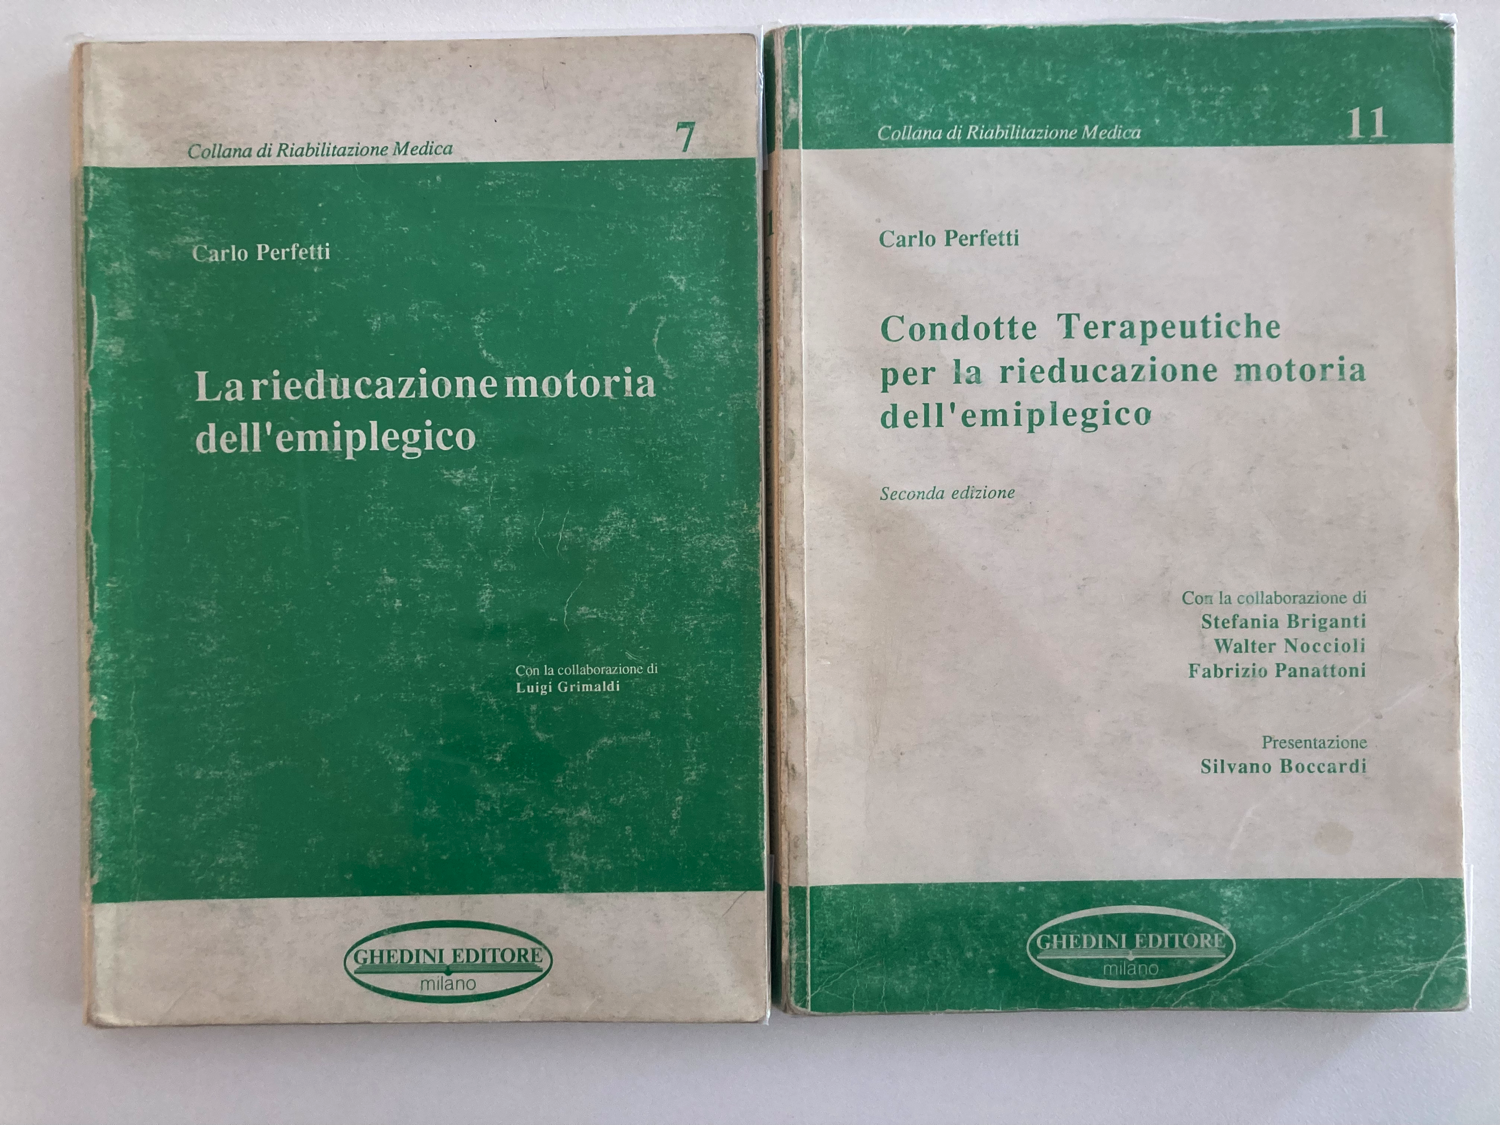 Collana di Riabilitazione Medica
7
Carlo Perfetti
La rieducazione motoria
dell'emiplegico
Con la collaborazione di
Luigi Grimaldi
GHEDINI EDITORE
milano
Collana di Riabilitazione Medica
11
Carlo Perfetti
Condotte Terapeutiche
per la rieducazione motoria
dell'emiplegico
Seconda edizione
Con la collaborazione di
Stefania Briganti
Walter Noccioli
Fabrizio Panattoni
Presentazione
Silvano Boccardi
GHEDINI EDITORE
milano